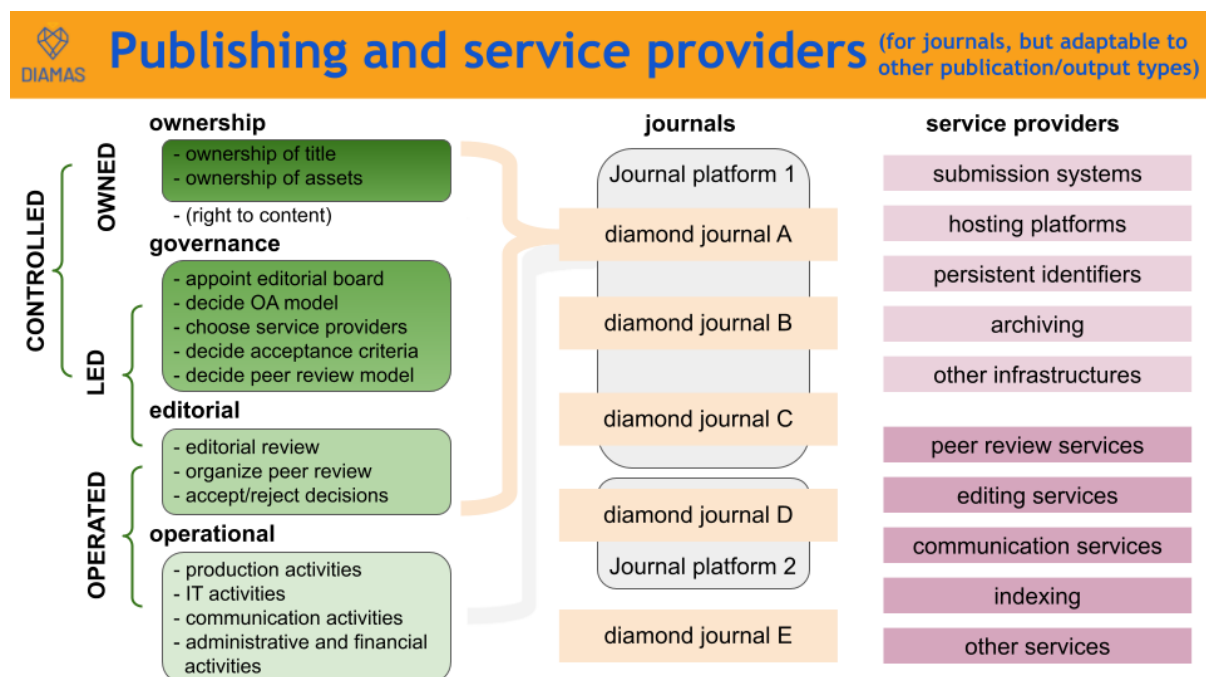 DIAMAS
Publishing and service providers
(for journals, but adaptable to
other publication/output types)
CONTROLLED
OWNED
LED
OPERATED
ownership
- ownership of title
- ownership of assets
- (right to content)
governance
- appoint editorial board
- decide OA model
- choose service providers
- decide acceptance criteria
- decide peer review model
editorial
- editorial review
- organize peer review
- accept/reject decisions
operational
- production activities
- IT activities
- communication activities
- administrative and financial
activities
journals
Journal platform 1
diamond journal A
diamond journal B
diamond journal C
diamond journal D
Journal platform 2
diamond journal E
service providers
submission systems
hosting platforms
persistent identifiers
archiving
other infrastructures
peer review services
editing services
communication services
indexing
other services